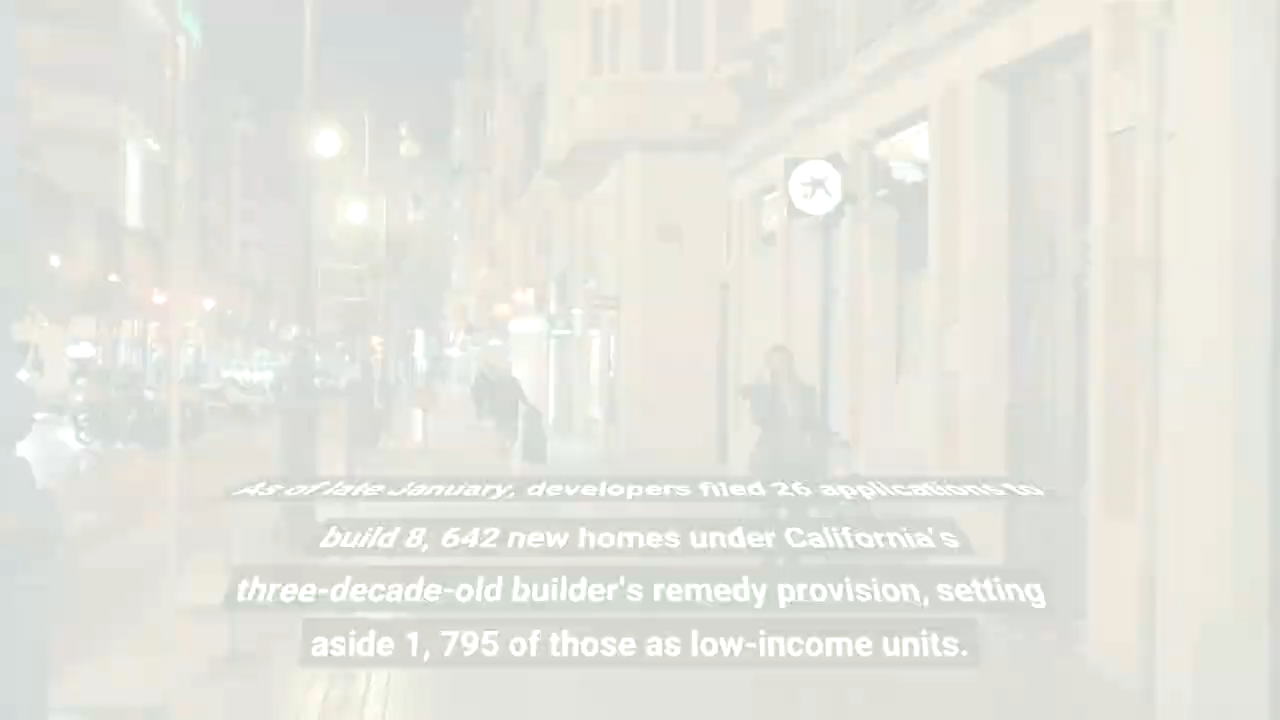 As of late January, developers filed 26 applications to
build 8, 642 new homes under California's
three-decade-old builder's remedy provision, setting
aside 1, 795 of those as low-income units.